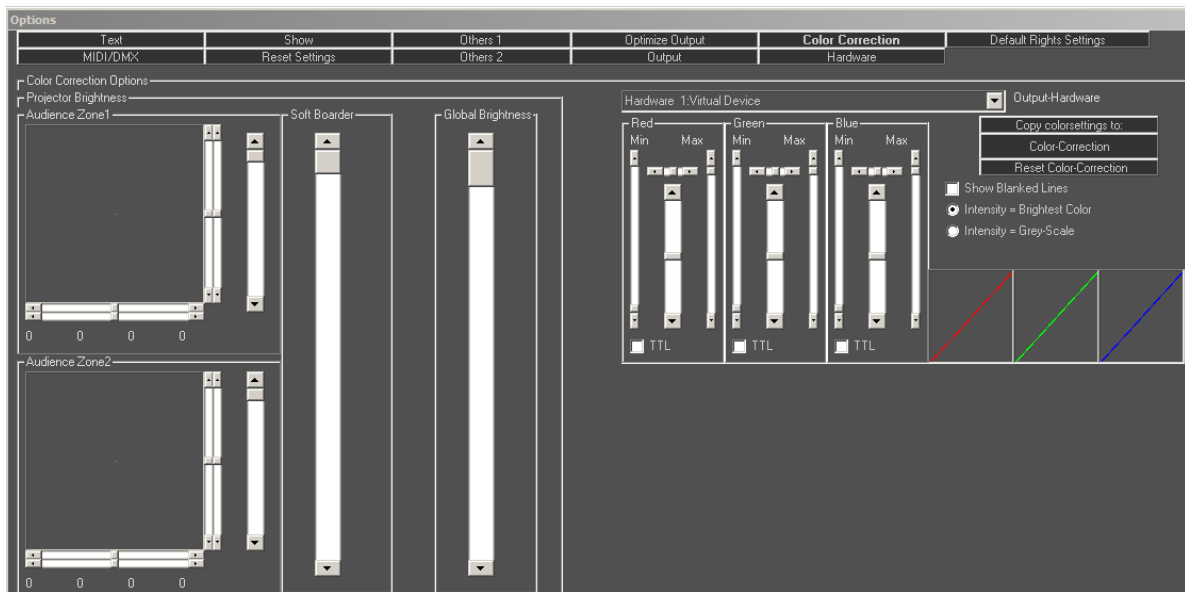 Options
Text Show Others 1 Optimize Output Color Correction Default Rights Settings
MIDI/DMX Reset Settings Others 2 Output Hardware
Color Correction Options
Projector Brightness
Audience Zone1
Soft Boarder
Global Brightness
0 0 0 0
Audience Zone2
0 0 0 0
Hardware 1:Virtual Device
Output-Hardware
Red
Min Max
TTL
Green
Min Max
TTL
Blue
Min Max
TTL
Copy colorsettings to:
Color-Correction
Reset Color-Correction
Show Blanked Lines
Intensity = Brightest Color
Intensity = Grey-Scale